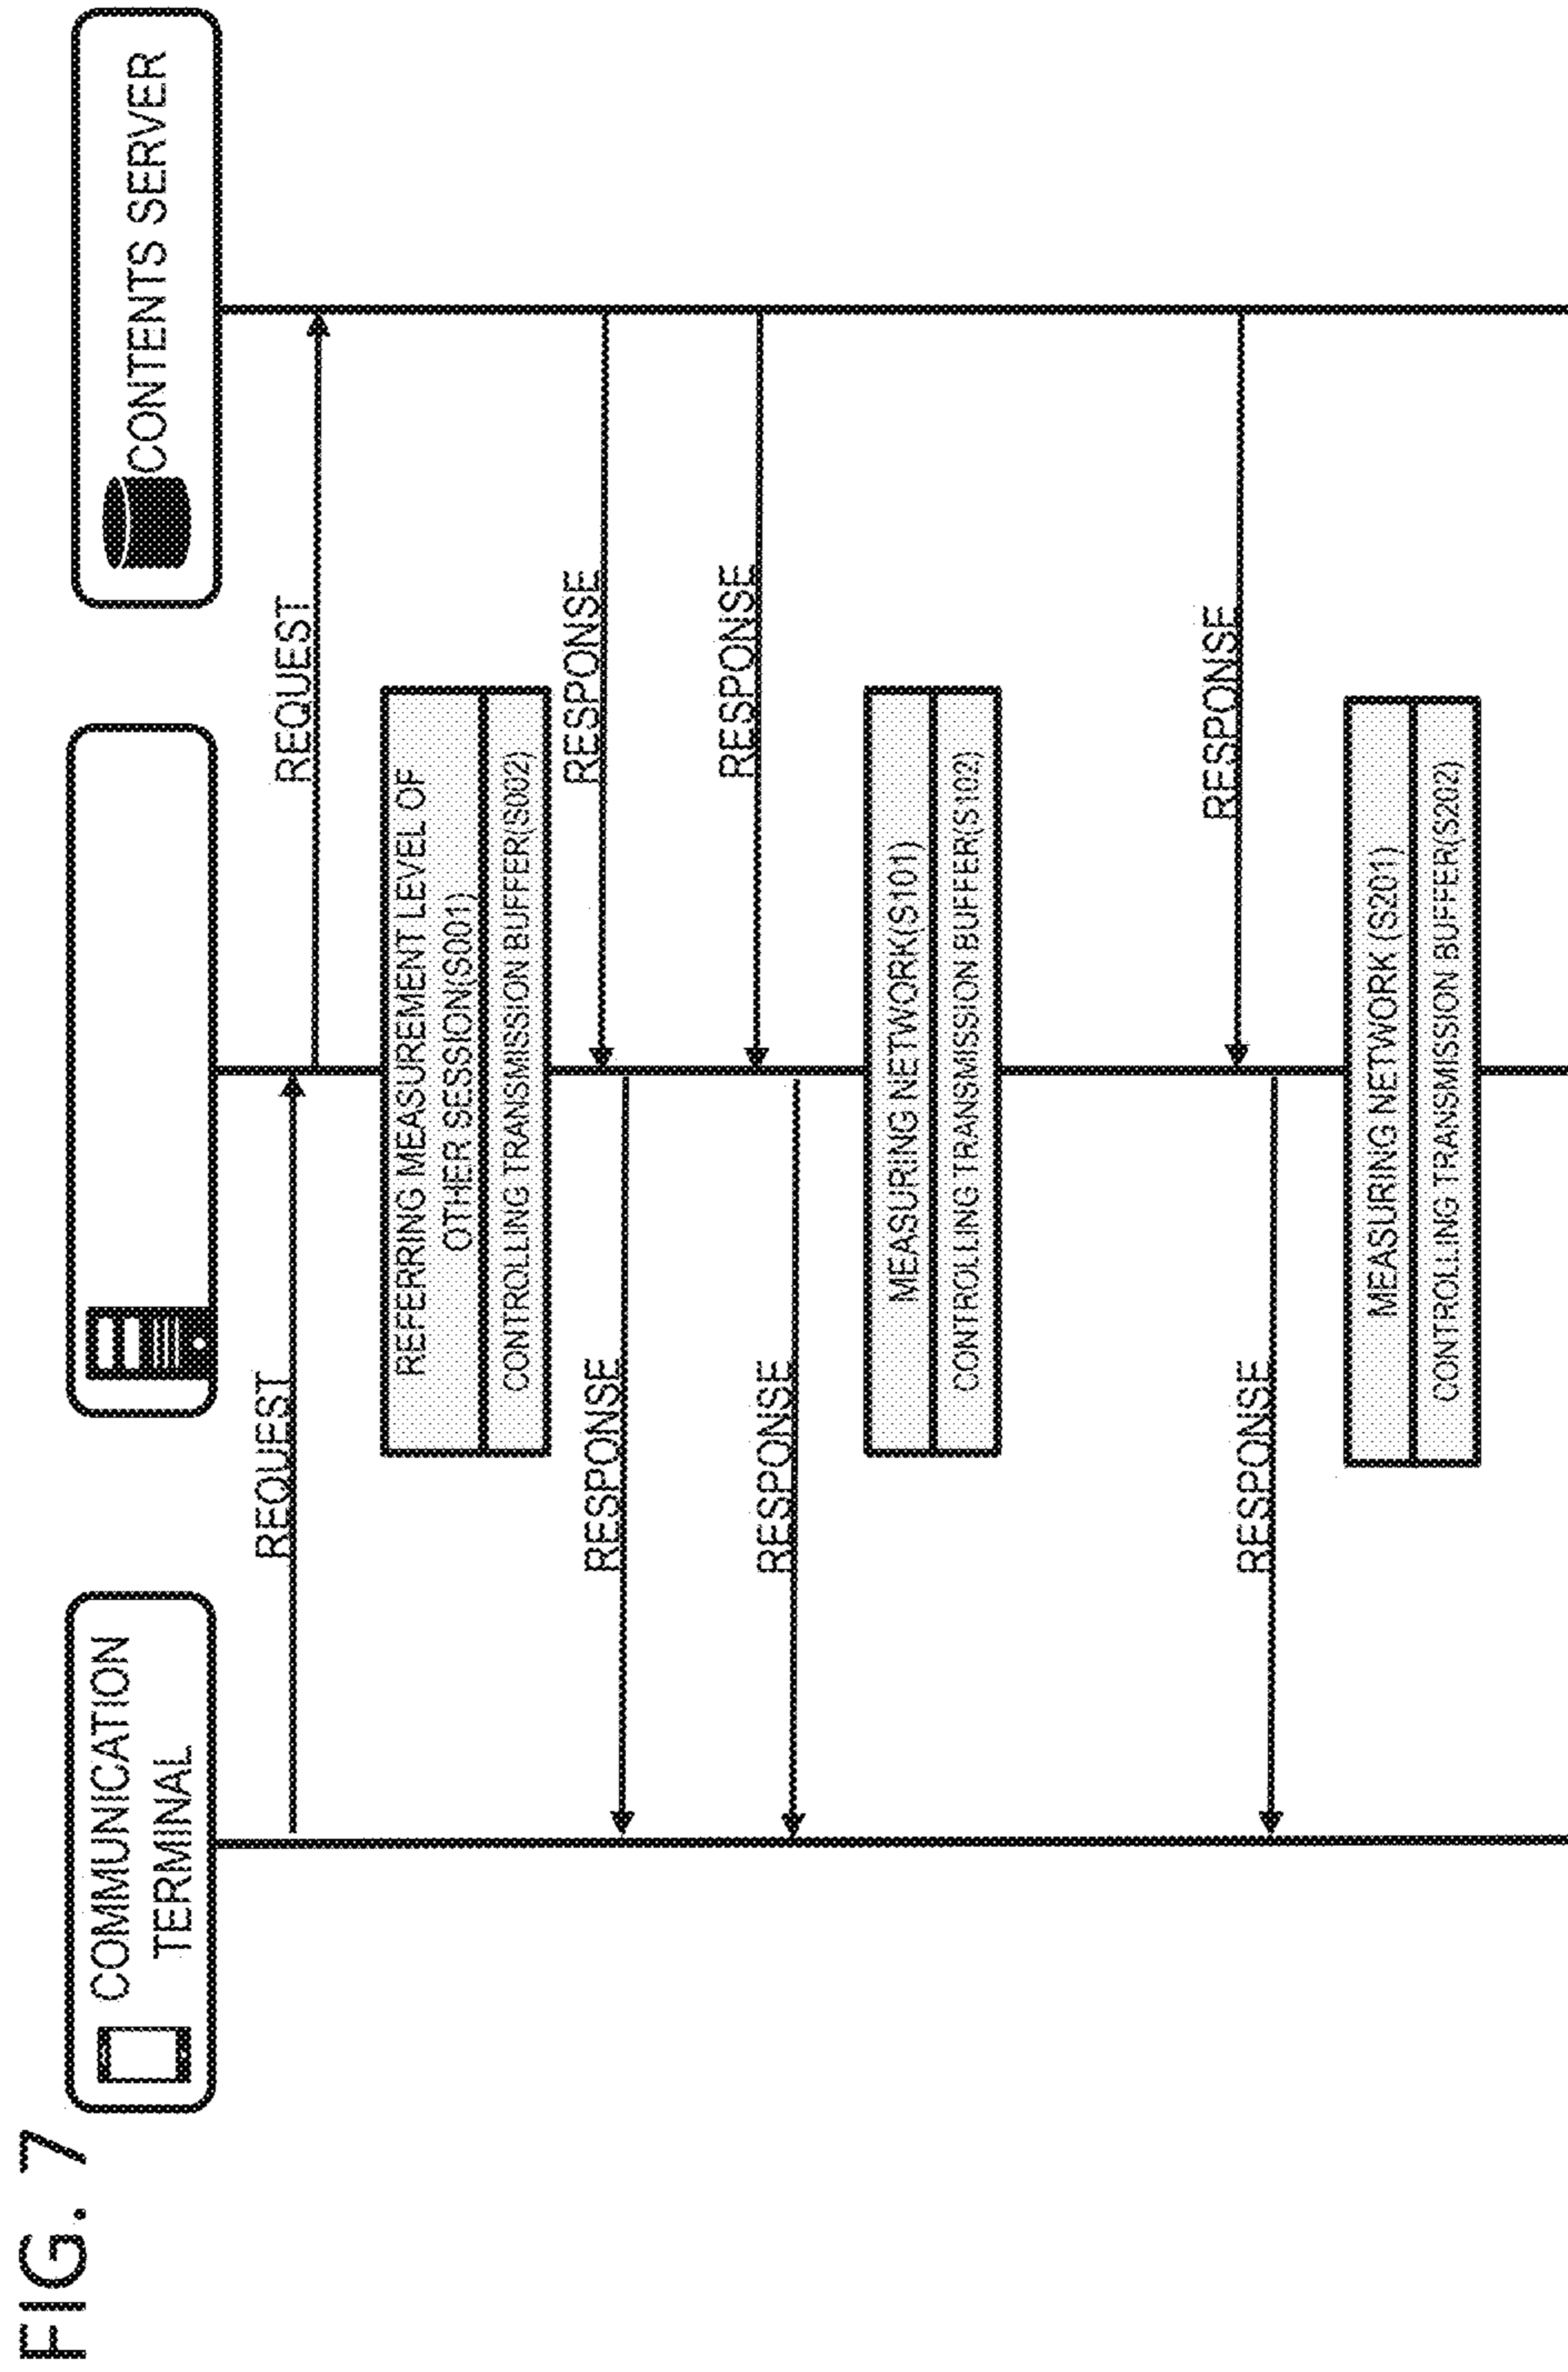 FIG. 7
COMMUNICATION
TERMINAL
CONTENTS SERVER
REQUEST
REQUEST
REFERRING MEASUREMENT LEVEL OF
OTHER SESSION(S001)
CONTROLLING TRANSMISSION BUFFER(S002)
RESPONSE
RESPONSE
RESPONSE
RESPONSE
MEASURING NETWORK(S101)
CONTROLLING TRANSMISSION BUFFER(S102)
RESPONSE
RESPONSE
MEASURING NETWORK (S201)
CONTROLLING TRANSMISSION BUFFER(S202)